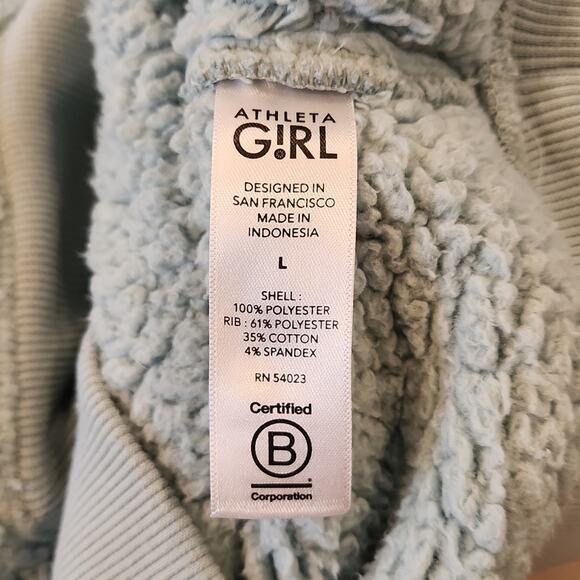 ATHLETA
G!RL
DESIGNED IN
SAN FRANCISCO
MADE IN
INDONESIA
L
SHELL :
100% POLYESTER
RIB : 61% POLYESTER
35% COTTON
4% SPANDEX
RN 54023
Certified
B
Corporation